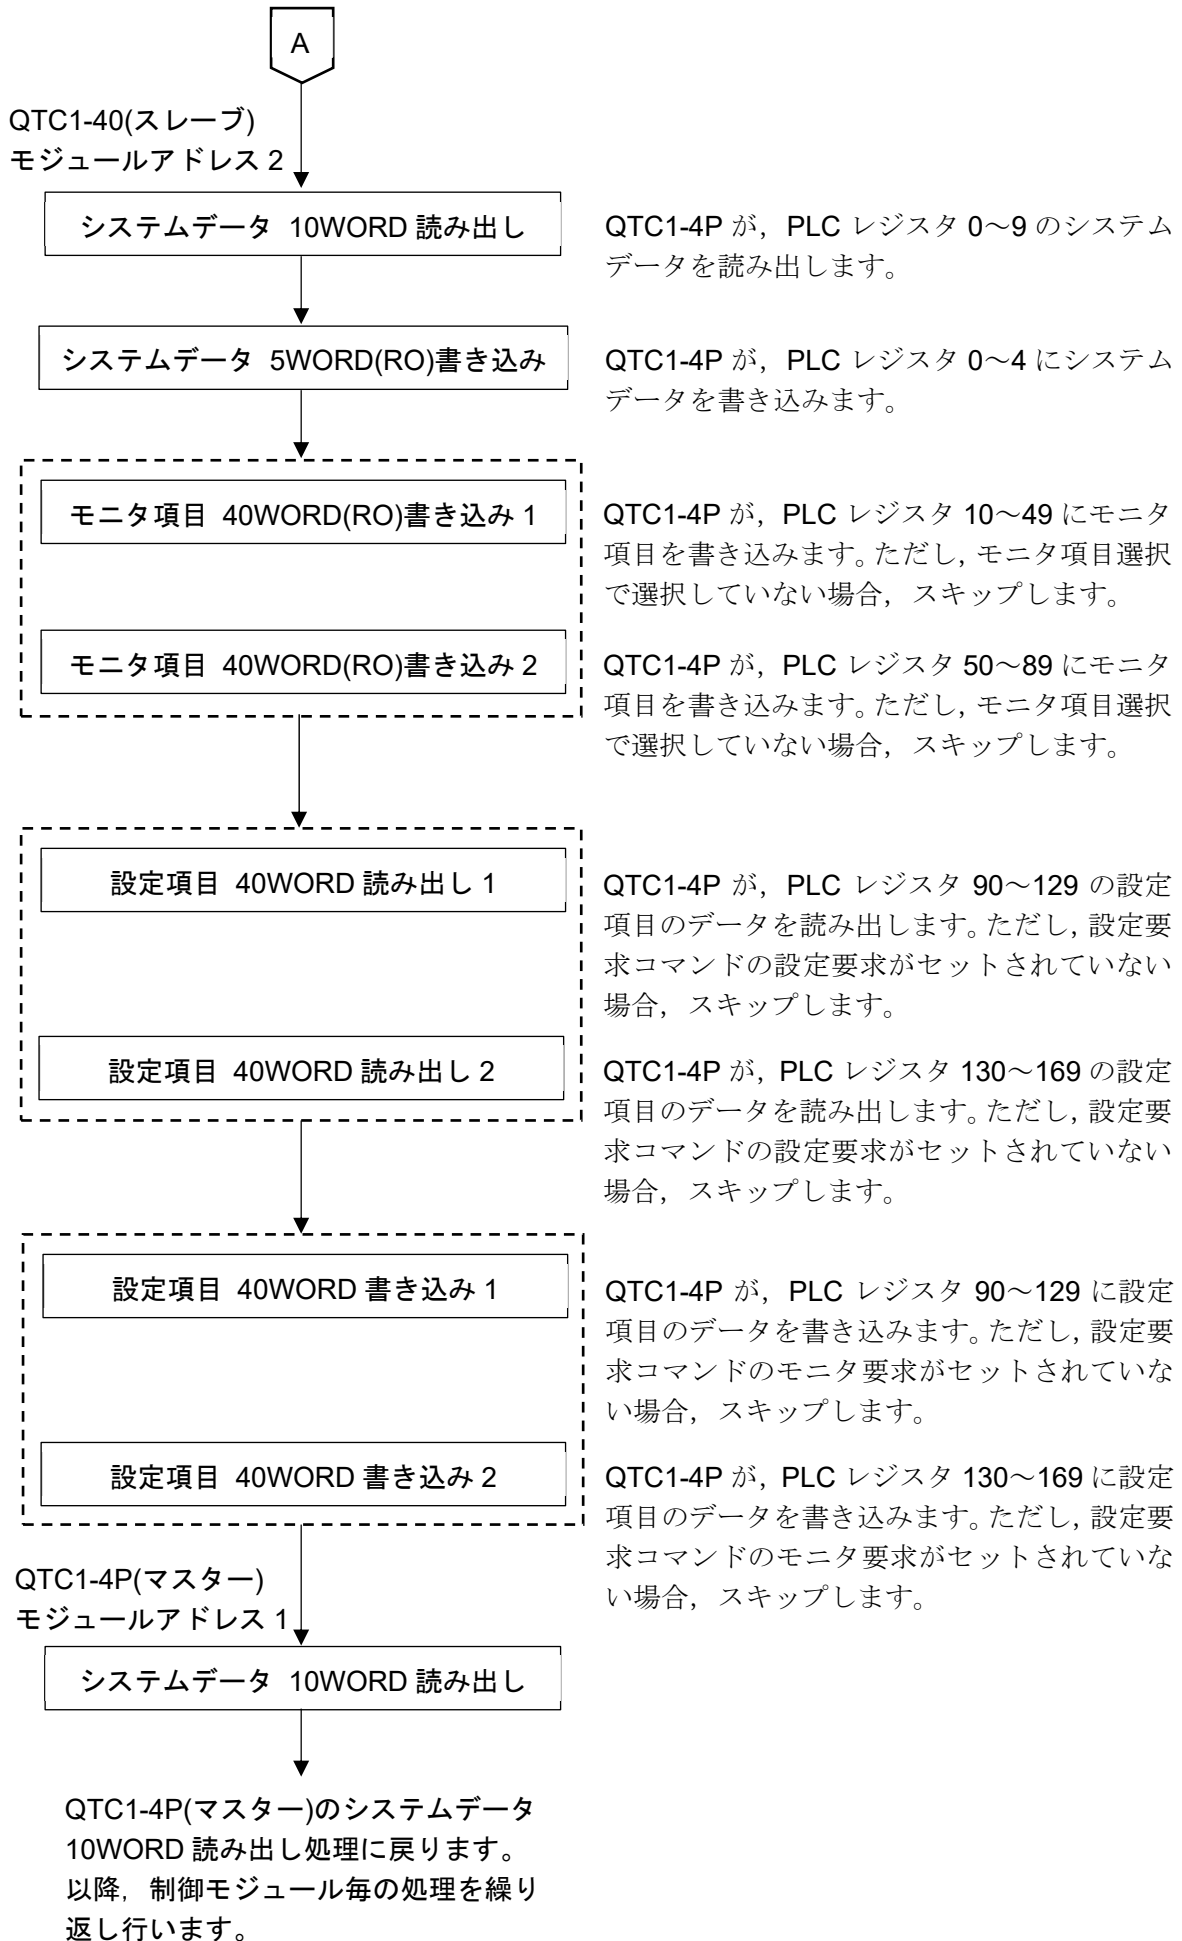 A
QTC1-40(スレーブ)
モジュールアドレス 2
システムデータ 10WORD 読み出し
QTC1-4P が，PLC レジスタ 0～9 のシステム
データを読み出します。
システムデータ 5WORD(RO)書き込み
QTC1-4P が，PLC レジスタ 0～4 にシステム
データを書き込みます。
モニタ項目 40WORD(RO)書き込み 1
QTC1-4P が，PLC レジスタ 10～49 にモニタ
項目を書き込みます。ただし，モニタ項目選択
で選択していない場合，スキップします。
モニタ項目 40WORD(RO)書き込み 2
QTC1-4P が，PLC レジスタ 50～89 にモニタ
項目を書き込みます。ただし，モニタ項目選択
で選択していない場合，スキップします。
設定項目 40WORD 読み出し 1
QTC1-4P が，PLC レジスタ 90～129 の設定
項目のデータを読み出します。ただし，設定要
求コマンドの設定要求がセットされていない
場合，スキップします。
設定項目 40WORD 読み出し 2
QTC1-4P が，PLC レジスタ 130～169 の設定
項目のデータを読み出します。ただし，設定要
求コマンドの設定要求がセットされていない
場合，スキップします。
設定項目 40WORD 書き込み 1
QTC1-4P が，PLC レジスタ 90～129 に設定
項目のデータを書き込みます。ただし，設定要
求コマンドのモニタ要求がセットされていな
い場合，スキップします。
設定項目 40WORD 書き込み 2
QTC1-4P が，PLC レジスタ 130～169 に設定
項目のデータを書き込みます。ただし，設定要
求コマンドのモニタ要求がセットされていな
い場合，スキップします。
QTC1-4P(マスター)
モジュールアドレス 1
システムデータ 10WORD 読み出し
QTC1-4P(マスター)のシステムデータ
10WORD 読み出し処理に戻ります。
以降，制御モジュール毎の処理を繰り
返し行います。